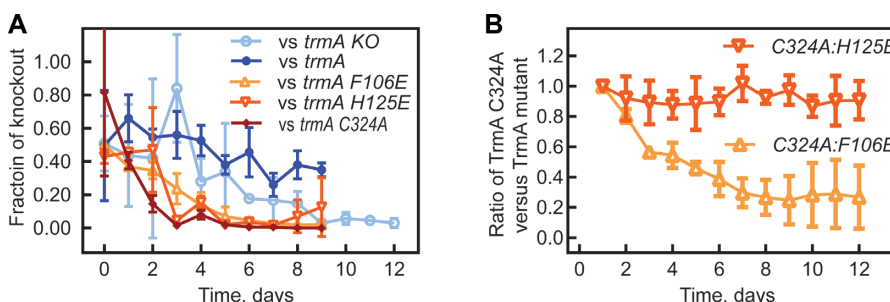 A
Fractoin of knockout
1.00
0.80
0.60
0.40
0.20
0.00
vs trmA KO
vs trmA
vs trmA F106E
vs trmA H125E
vs trmA C324A
0 2 4 6 8 10 12
Time, days
B
Ratio of TrmA C324A
versus TrmA mutant
1.2
1.0
0.8
0.6
0.4
0.2
0.0
C324A:H125E
C324A:F106E
0 2 4 6 8 10 12
Time, days